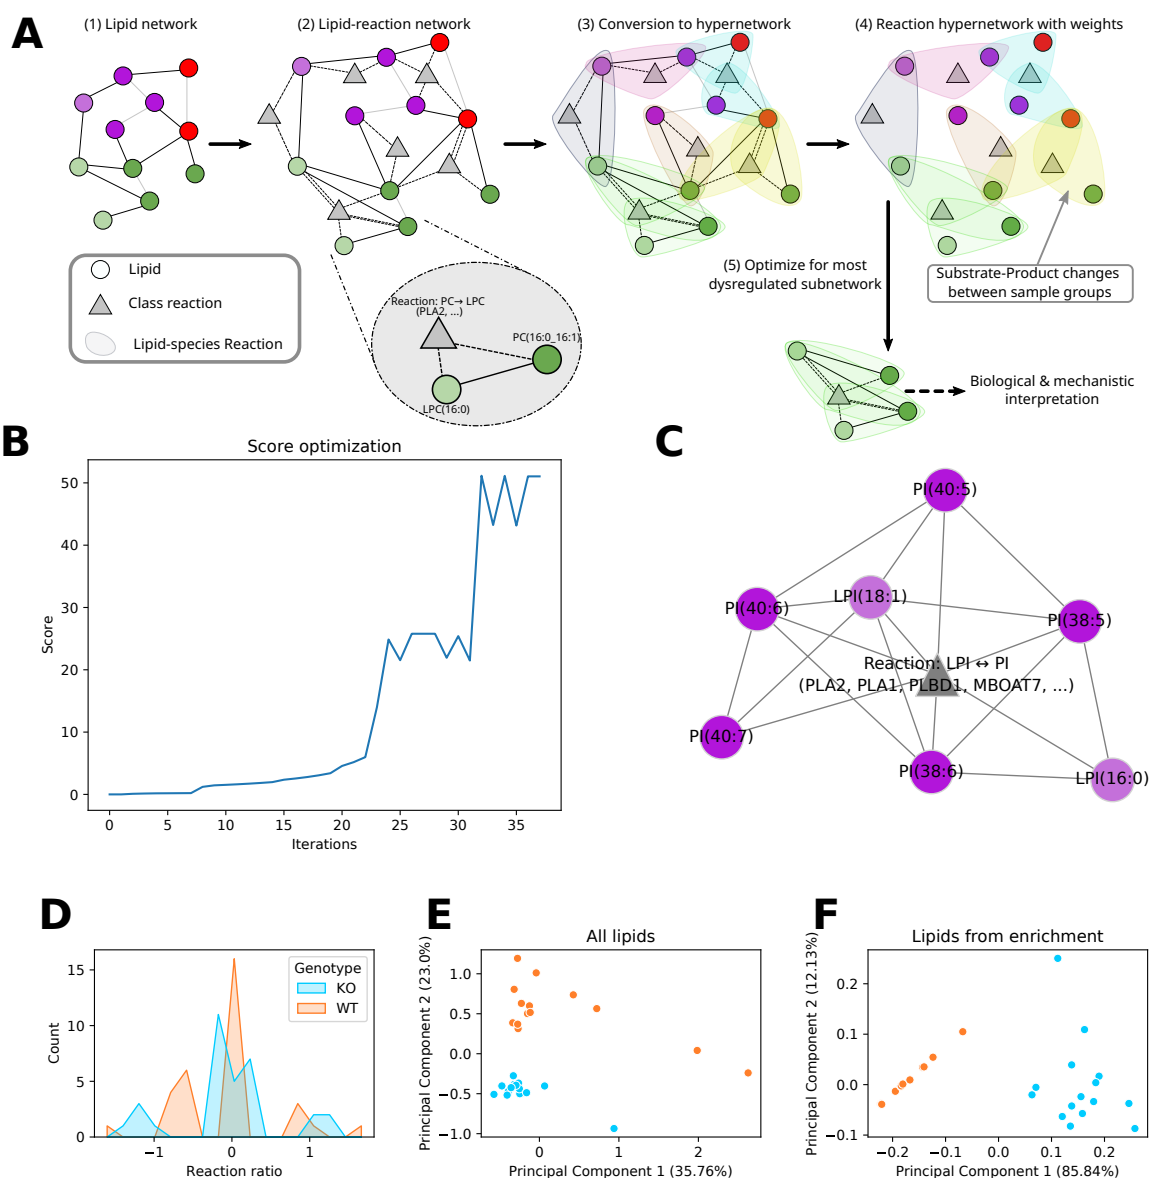 A
(1) Lipid network
(2) Lipid-reaction network
(3) Conversion to hypernetwork
(4) Reaction hypernetwork with weights
Lipid
Class reaction
Lipid-species Reaction
Reaction: PC→ LPC
(PLA2, ...)
PC(16:0_16:1)
LPC(16:0)
(5) Optimize for most
dysregulated subnetwork
Substrate-Product changes
between sample groups
Biological & mechanistic
interpretation
B
Score optimization
50
40
30
20
10
0
Score
0 5 10 15 20 25 30 35
Iterations
C
PI(40:5)
LPI(18:1)
PI(40:6)
PI(38:5)
Reaction: LPI ↔ PI
(PLA2, PLA1, PLBD1, MBOAT7, ...)
PI(40:7)
PI(38:6)
LPI(16:0)
D
Genotype
KO
WT
15
10
5
0
Count
−1 0 1
Reaction ratio
E
All lipids
1.0
0.5
0.0
−0.5
−1.0
Principal Component 2 (23.0%)
0 1 2
Principal Component 1 (35.76%)
F
Lipids from enrichment
0.2
0.1
0.0
−0.1
Principal Component 2 (12.13%)
−0.2 −0.1 0.0 0.1 0.2
Principal Component 1 (85.84%)